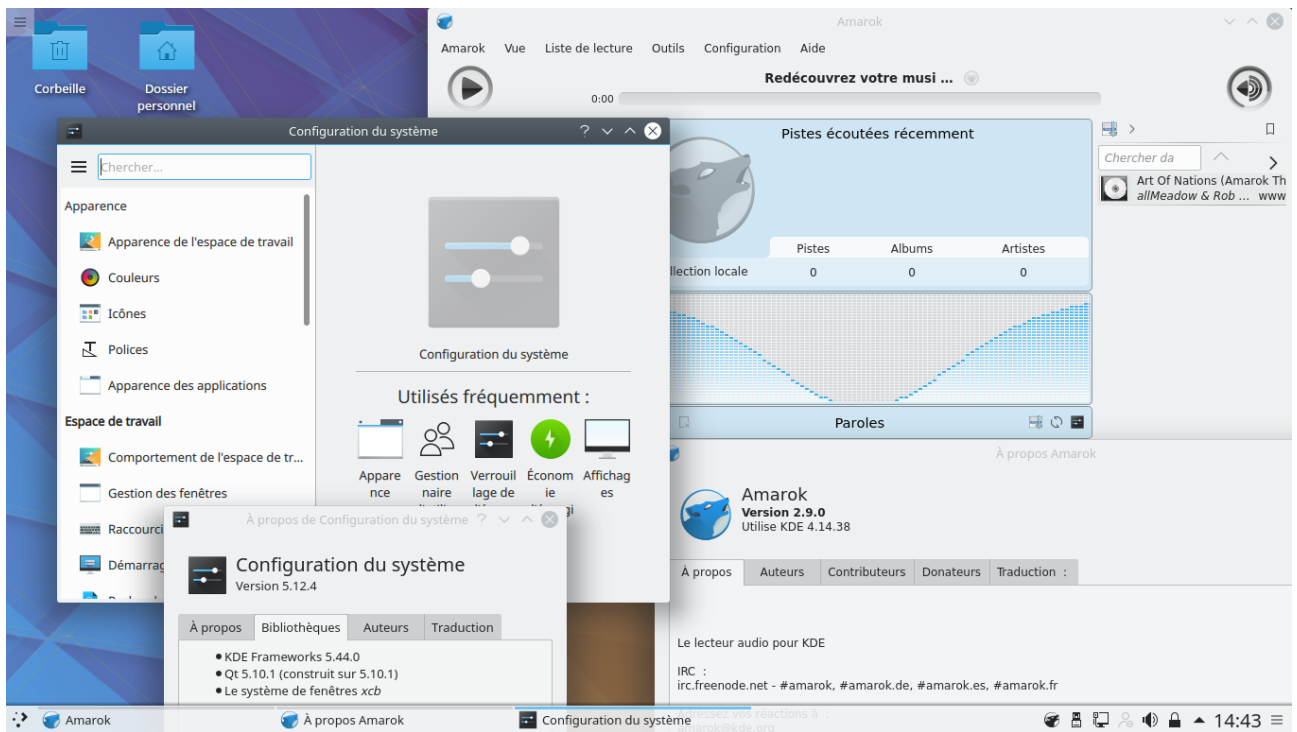 Corbeille
Dossier
personnel
Amarok
Amarok Vue Liste de lecture Outils Configuration Aide
Redécouvrez votre musi ...
0:00
Pistes écoutées récemment
Pistes Albums Artistes
llection locale 0 0 0
Paroles
Chercher da
Art Of Nations (Amarok Th
allMeadow & Rob ... www
Configuration du système
Chercher...
Apparence
Apparence de l'espace de travail
Couleurs
Icônes
Polices
Apparence des applications
Espace de travail
Comportement de l'espace de tr...
Gestion des fenêtres
Raccourci
Démarrag
Configuration du système
Utilisés fréquemment :
Appare
nce
Gestion
naire
Verrouil
lage de
Économ
ie
Affichag
es
À propos de Configuration du système
Configuration du système
Version 5.12.4
À propos Bibliothèques Auteurs Traduction
KDE Frameworks 5.44.0
Qt 5.10.1 (construit sur 5.10.1)
Le système de fenêtres xcb
À propos Amarok
Amarok
Version 2.9.0
Utilise KDE 4.14.38
À propos Auteurs Contributeurs Donateurs Traduction :
Le lecteur audio pour KDE
IRC :
irc.freenode.net - #amarok, #amarok.de, #amarok.es, #amarok.fr
Adressez vos réactions à :
amarok@kde.org
Amarok À propos Amarok Configuration du système 14:43